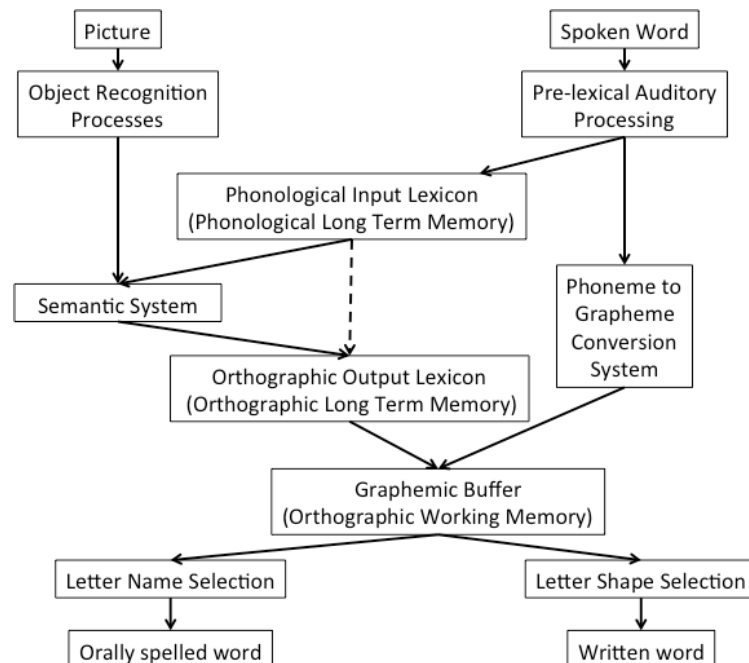 Picture
Spoken Word
Object Recognition
Processes
Pre-lexical Auditory
Processing
Phonological Input Lexicon
(Phonological Long Term Memory)
Semantic System
Phoneme to
Grapheme
Conversion
System
Orthographic Output Lexicon
(Orthographic Long Term Memory)
Graphemic Buffer
(Orthographic Working Memory)
Letter Name Selection
Letter Shape Selection
Orally spelled word
Written word